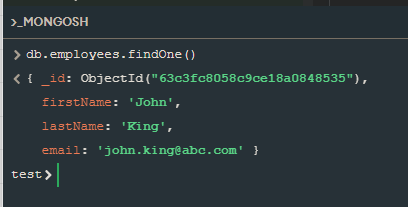 >_MONGOSH
> db.employees.findOne()
< { _id: ObjectId("63c3fc8058c9ce18a0848535"),
firstName: 'John',
lastName: 'King',
email: 'john.king@abc.com' }
test>